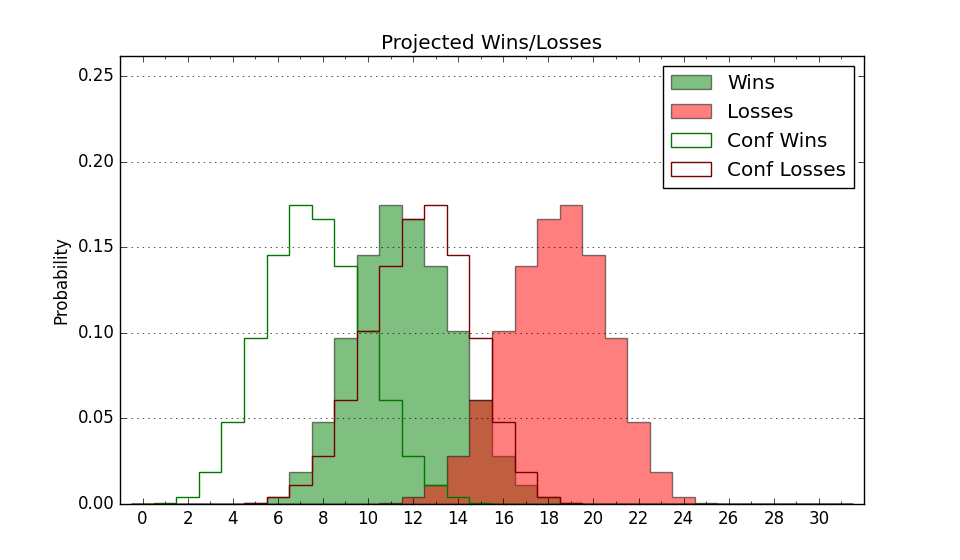 Projected Wins/Losses
0.25
0.20
0.15
0.10
0.05
0.00
Probability
Wins
Losses
Conf Wins
Conf Losses
0 2 4 6 8 10 12 14 16 18 20 22 24 26 28 30